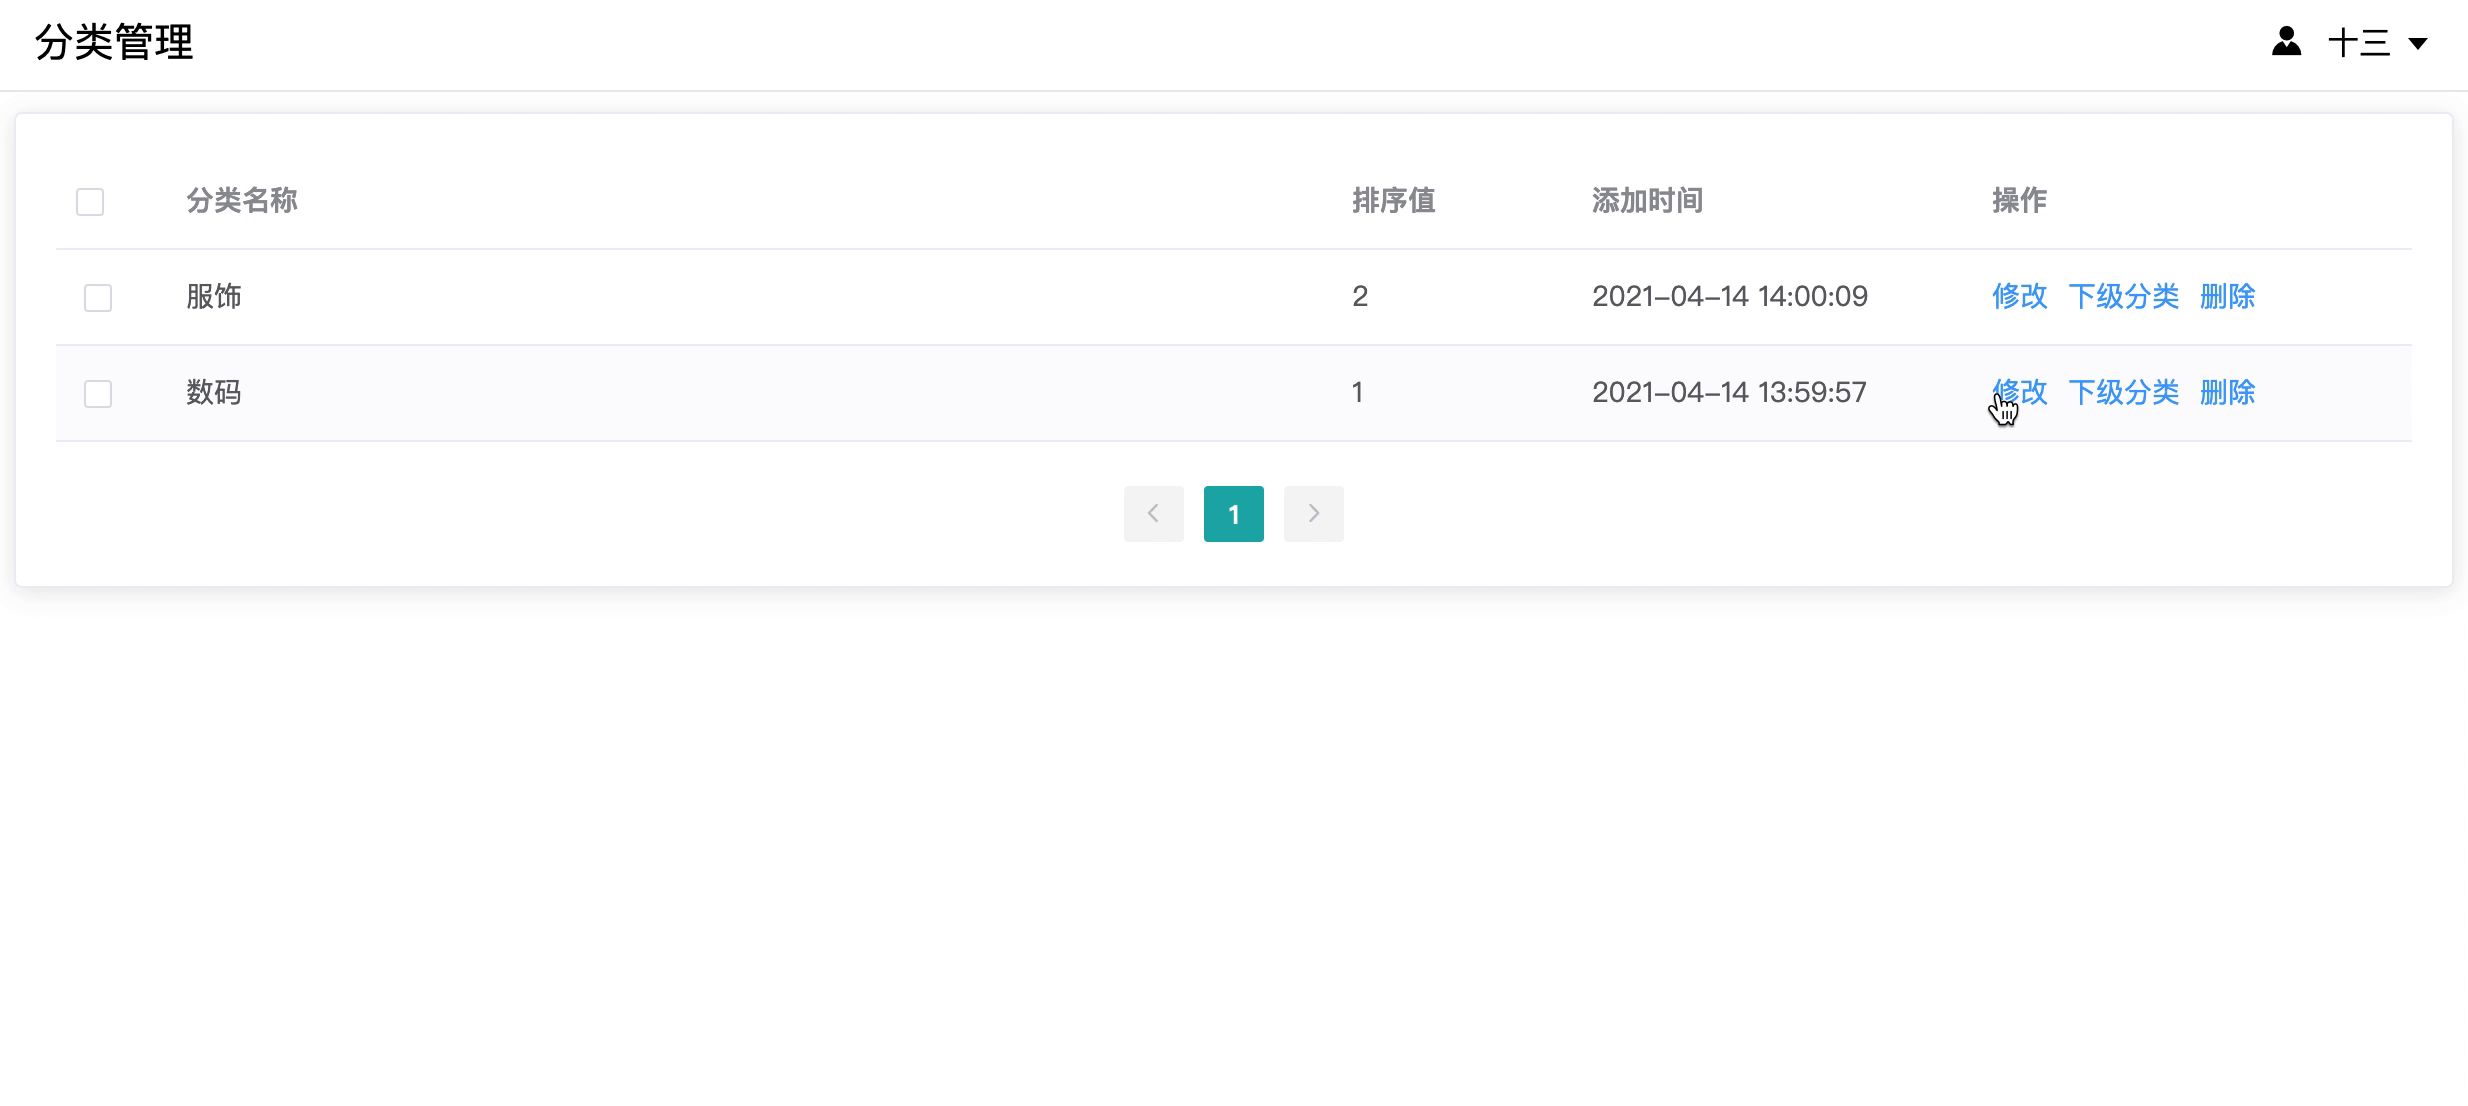 分类管理 十三
分类名称 排序值 添加时间 操作
服饰 2 2021-04-14 14:00:09 修改 下级分类 删除
数码 1 2021-04-14 13:59:57 修改 下级分类 删除
1